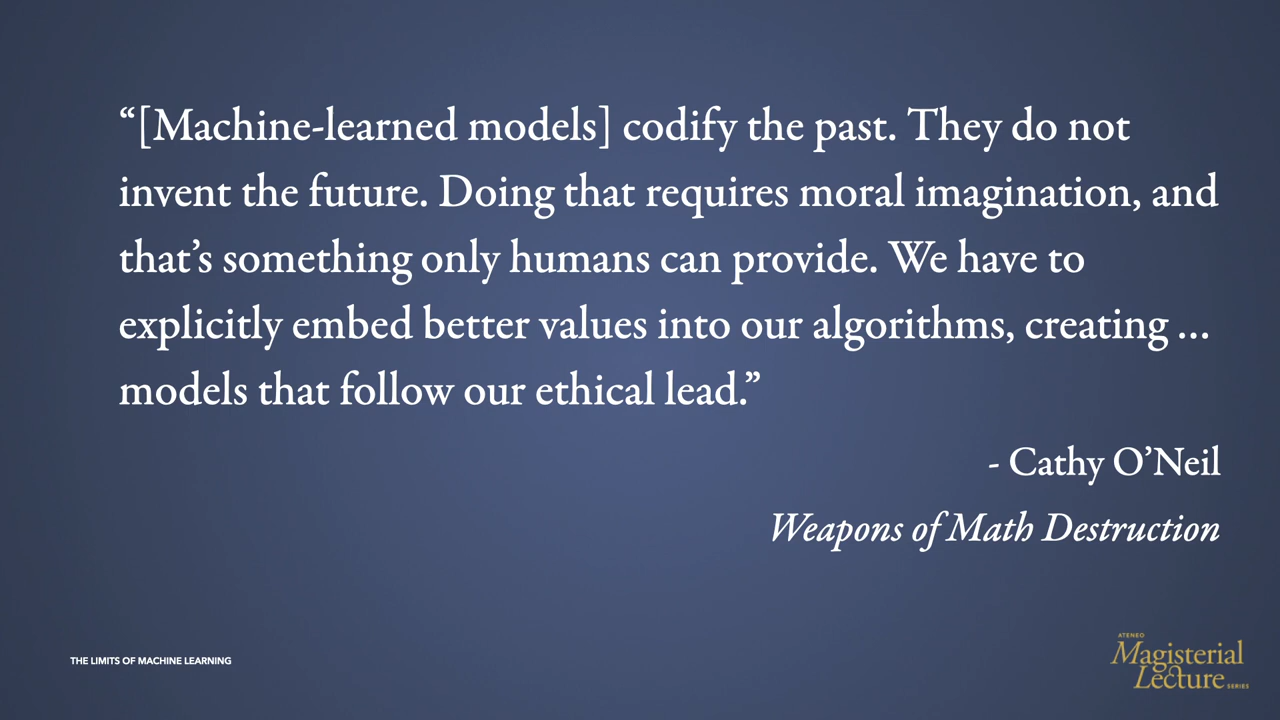 “[Machine-learned models] codify the past. They do not
invent the future. Doing that requires moral imagination, and
that’s something only humans can provide. We have to
explicitly embed better values into our algorithms, creating ...
models that follow our ethical lead.”
- Cathy O’Neil
Weapons of Math Destruction
THE LIMITS OF MACHINE LEARNING
ATENEO
Magisterial
Lecture SERIES